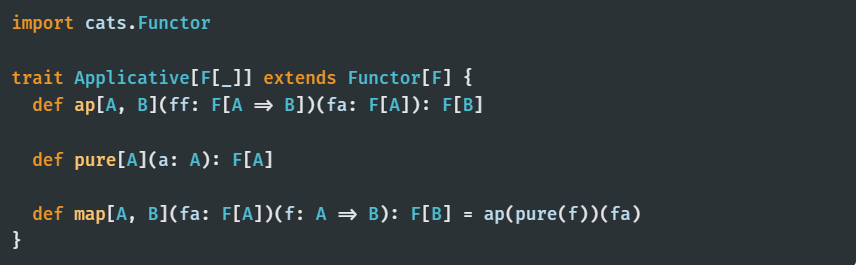 import cats.Functor

trait Applicative[F[_]] extends Functor[F] {
  def ap[A, B](ff: F[A => B])(fa: F[A]): F[B]

  def pure[A](a: A): F[A]

  def map[A, B](fa: F[A])(f: A => B): F[B] = ap(pure(f))(fa)
}